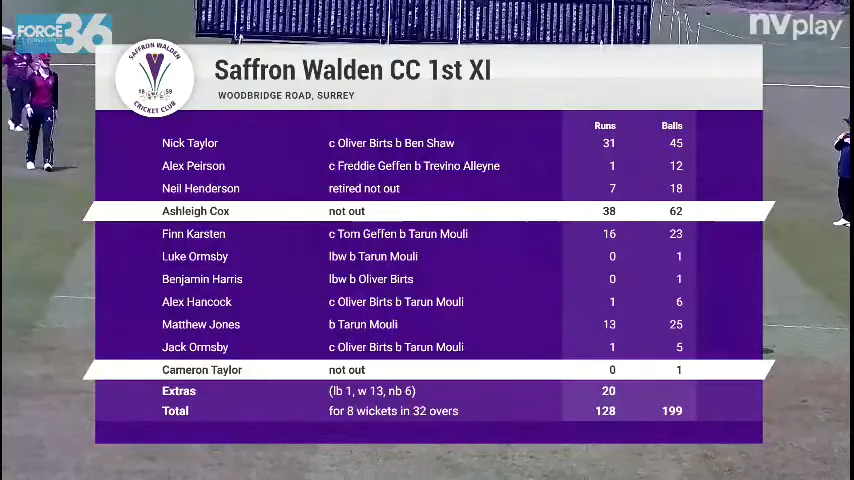 FORCE 36
CONSULTANTS
nvplay
SAFFRON WALDEN
18 59
CRICKET CLUB
Saffron Walden CC 1st XI
WOODBRIDGE ROAD, SURREY
Runs Balls
Nick Taylor c Oliver Birts b Ben Shaw 31 45
Alex Peirson c Freddie Geffen b Trevino Alleyne 1 12
Neil Henderson retired not out 7 18
Ashleigh Cox not out 38 62
Finn Karsten c Tom Geffen b Tarun Mouli 16 23
Luke Ormsby lbw b Tarun Mouli 0 1
Benjamin Harris lbw b Oliver Birts 0 1
Alex Hancock c Oliver Birts b Tarun Mouli 1 6
Matthew Jones b Tarun Mouli 13 25
Jack Ormsby c Oliver Birts b Tarun Mouli 1 5
Cameron Taylor not out 0 1
Extras (lb 1, w 13, nb 6) 20
Total for 8 wickets in 32 overs 128 199